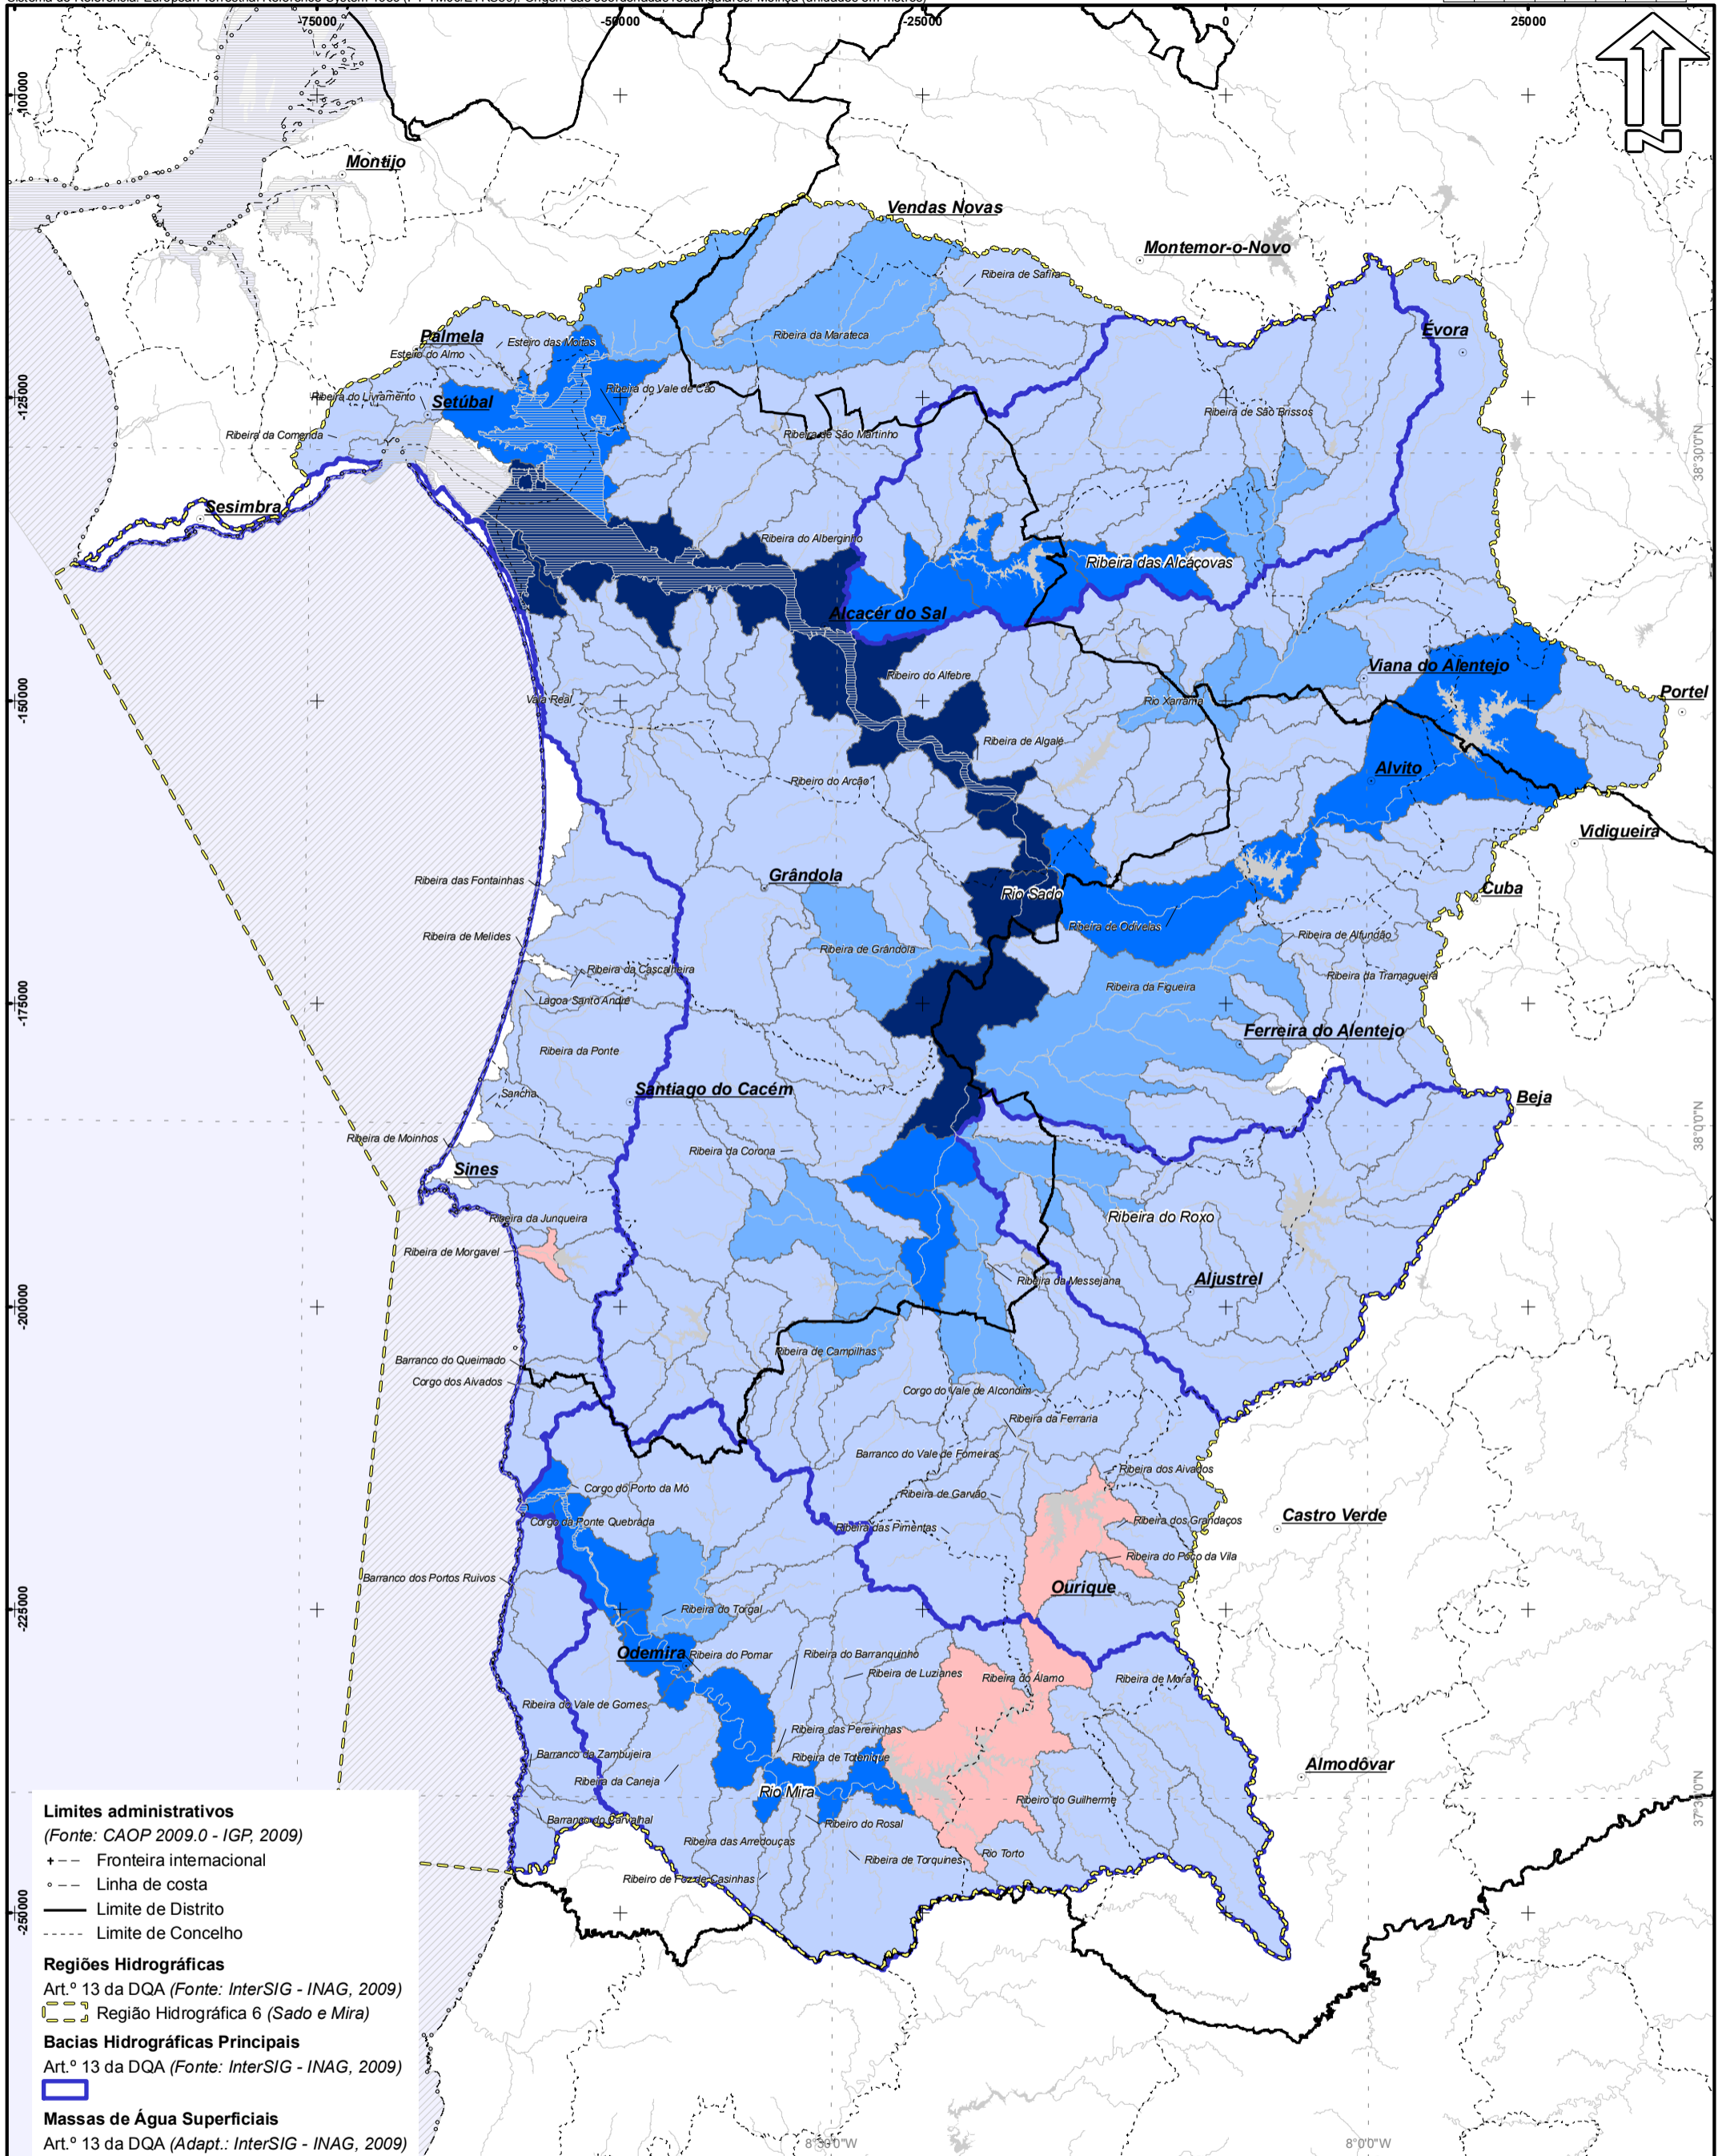 -75000
-50000
-25000
0
25000
-100000
Montijo
Vendas Novas
Montemor-o-Novo
Ribeira de Safira
Palmela
Esteiro das Moitas
Ribeira da Marateca
Évora
Esteiro do Almo
-125000
Ribeira do Livramento
Setúbal
Ribeira do Vale de Cão
Ribeira de São Brissos
Ribeira da Comenda
Ribeira de São Martinho
38°30'0"N
Sesimbra
Ribeira do Alberginho
Ribeira das Alcáçovas
Alcacér do Sal
Viana do Alentejo
Ribeiro do Alfebre
Portel
-150000
Vala Real
Rio Xarrama
Ribeira de Algalé
Ribeiro do Arcão
Alvito
Vidigueira
Grândola
Ribeira das Fontainhas
Rio Sado
Cuba
Ribeira de Odivelas
Ribeira de Melides
Ribeira de Grândola
Ribeira de Alfundão
Ribeira da Cascalheira
Ribeira da Tramagueira
Lagoa Santo André
Ribeira da Figueira
-175000
Ferreira do Alentejo
Ribeira da Ponte
Santiago do Cacém
Sancha
Beja
38°0'0"N
Ribeira de Moinhos
Ribeira da Corona
Sines
Ribeira da Junqueira
Ribeira do Roxo
Ribeira de Morgavel
Ribeira da Messejana
Aljustrel
-200000
Ribeira de Campilhas
Barranco do Queimado
Corgo dos Aivados
Corgo do Vale de Alcondim
Ribeira da Ferraria
Barranco do Vale de Forneiras
Ribeira dos Aivados
Corgo do Porto da Mó
Ribeira de Garvão
Castro Verde
Corgo da Ponte Quebrada
Ribeira das Pimentas
Ribeira dos Grandaços
Ribeira do Poço da Vila
Barranco dos Portos Ruivos
Ourique
-225000
Ribeira do Torgal
Odemira
Ribeira do Pomar
Ribeira do Barranquinho
Ribeira de Luzianes
Ribeira do Álamo
Ribeira de Mora
Ribeira do Vale de Gomes
Ribeira das Pereirinhas
Barranco da Zambujeira
Ribeira de Totenique
Almodôvar
Ribeira da Caneja
Rio Mira
Ribeiro do Guilherme
37°30'0"N
Barranco do Carvalhal
Ribeiro do Rosal
Ribeira das Arredouças
Rio Torto
Ribeira de Torquines
Ribeiro de Foz de Casinhas
-250000
Limites administrativos
(Fonte: CAOP 2009.0 - IGP, 2009)
Fronteira internacional
Linha de costa
Limite de Distrito
Limite de Concelho
Regiões Hidrográficas
Art.º 13 da DQA (Fonte: InterSIG - INAG, 2009)
Região Hidrográfica 6 (Sado e Mira)
Bacias Hidrográficas Principais
Art.º 13 da DQA (Fonte: InterSIG - INAG, 2009)
Massas de Água Superficiais
Art.º 13 da DQA (Adapt.: InterSIG - INAG, 2009)
8°30'0"W
8°0'0"W